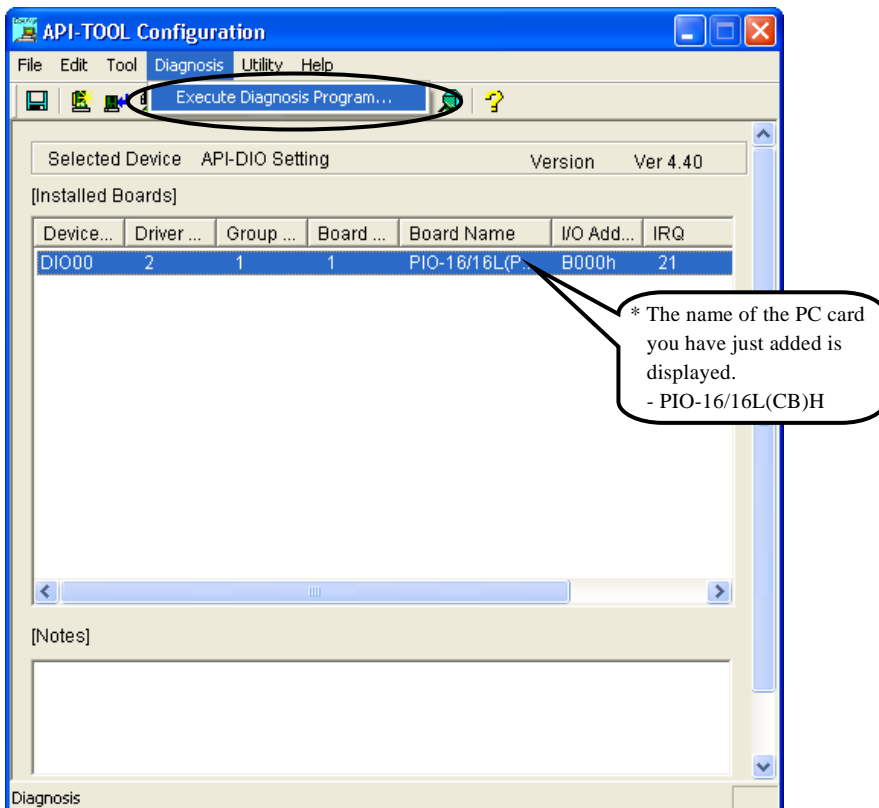 API-TOOL Configuration
File Edit Tool Diagnosis Utility Help
Execute Diagnosis Program...
Selected Device API-DIO Setting Version Ver 4.40
[Installed Boards]
Device... Driver ... Group ... Board ... Board Name I/O Add... IRQ
DIO00 2 1 1 PIO-16/16L(P... B000h 21
* The name of the PC card
you have just added is
displayed.
- PIO-16/16L(CB)H
[Notes]
Diagnosis